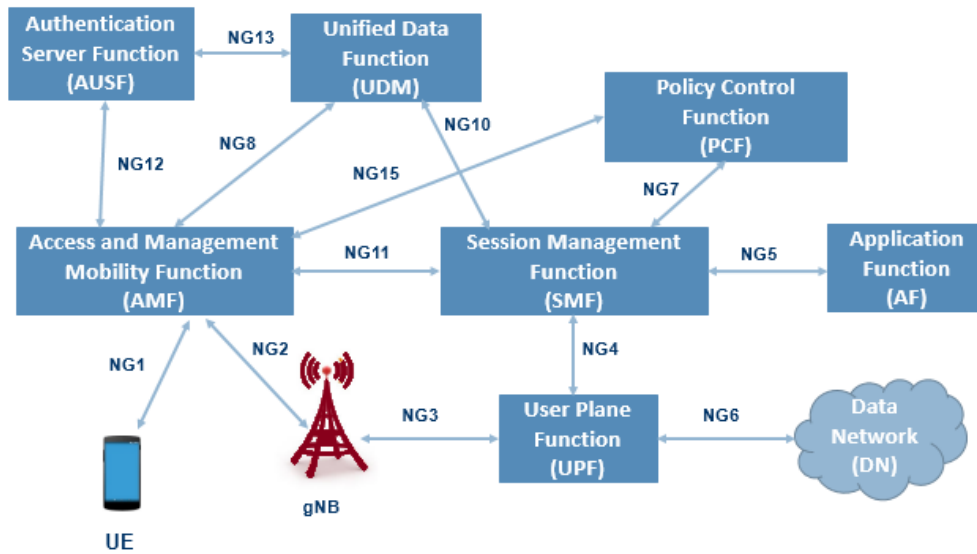 Authentication
Server Function
(AUSF)
NG13
Unified Data
Function
(UDM)
Policy Control
Function
(PCF)
NG12
NG8
NG10
NG15
NG7
Access and Management
Mobility Function
(AMF)
NG11
Session Management
Function
(SMF)
NG5
Application
Function
(AF)
NG1
NG2
NG4
NG3
User Plane
Function
(UPF)
NG6
Data
Network
(DN)
gNB
UE